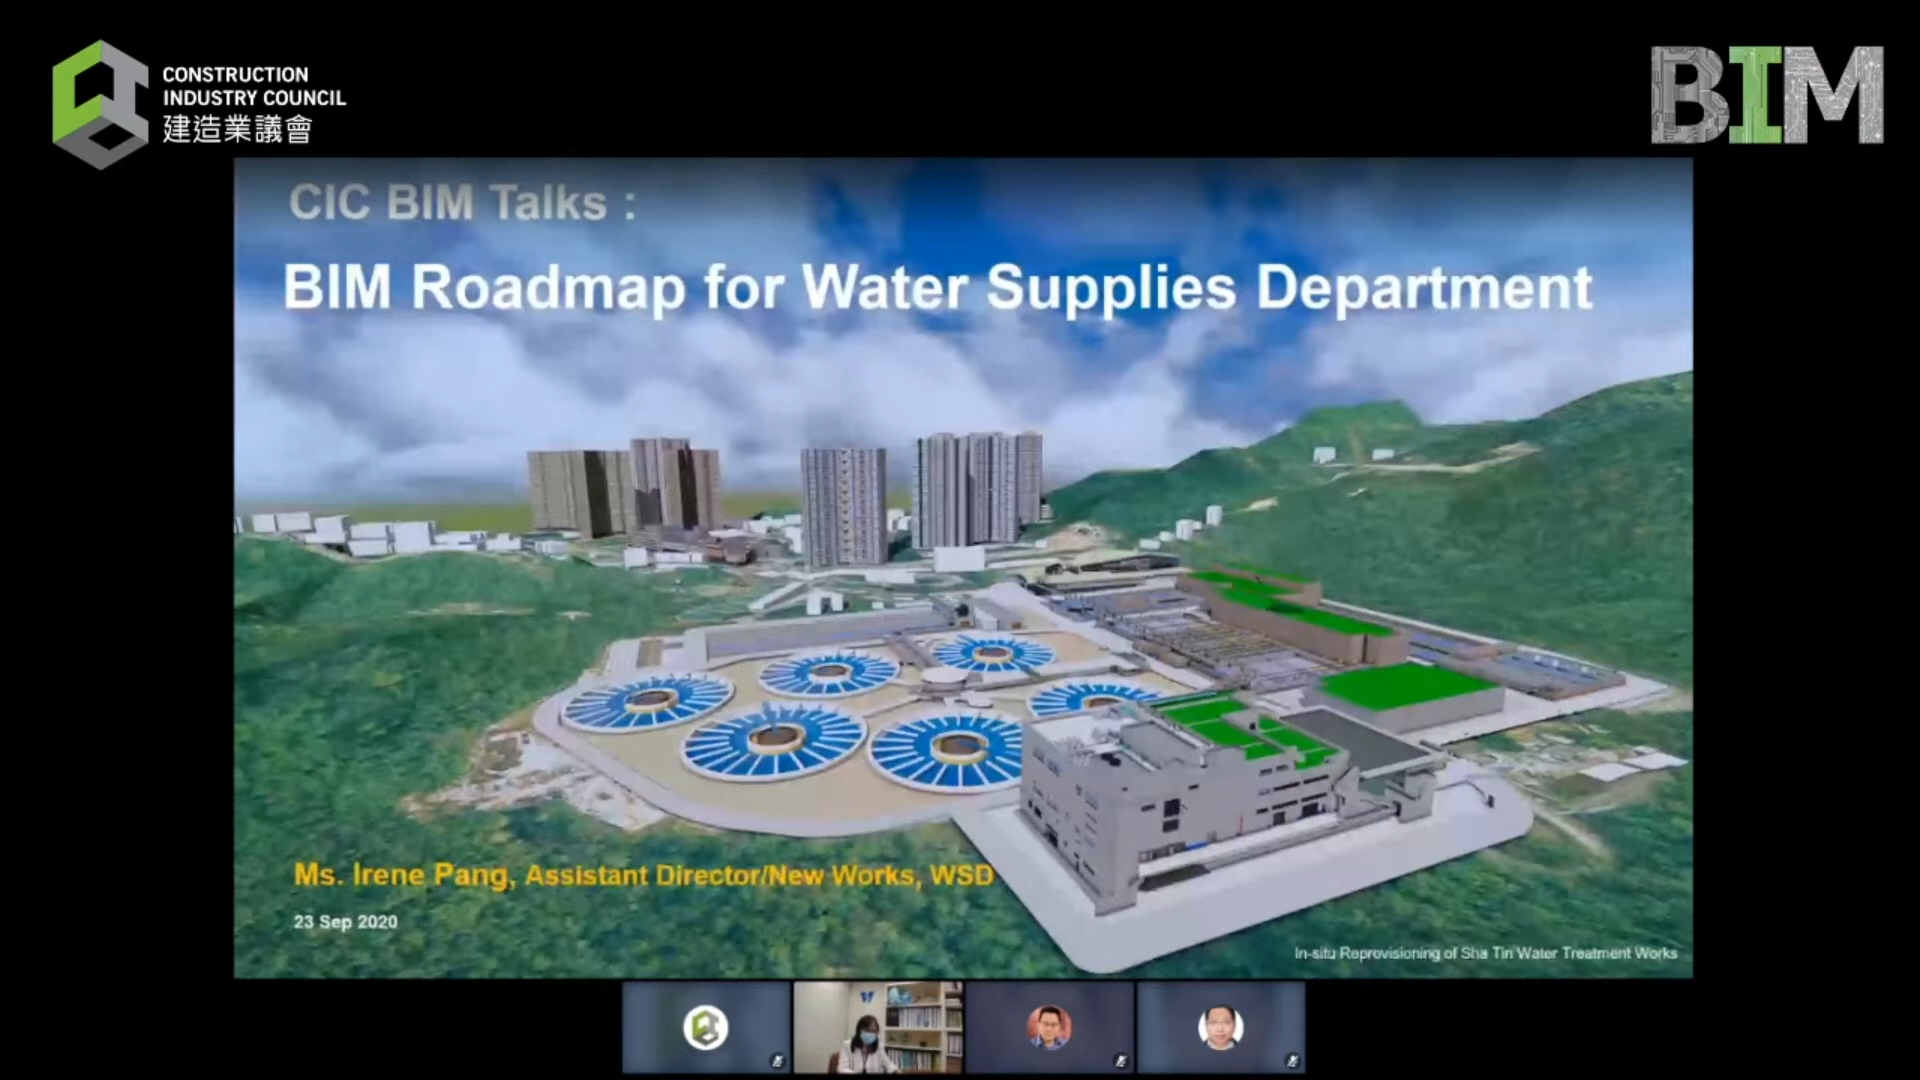 CONSTRUCTION
INDUSTRY COUNCIL
建造業議會
BIM
CIC BIM Talks :
BIM Roadmap for Water Supplies Department
Ms. Irene Pang, Assistant Director/New Works, WSD
23 Sep 2020
In-situ Reprovisioning of Sha Tin Water Treatment Works